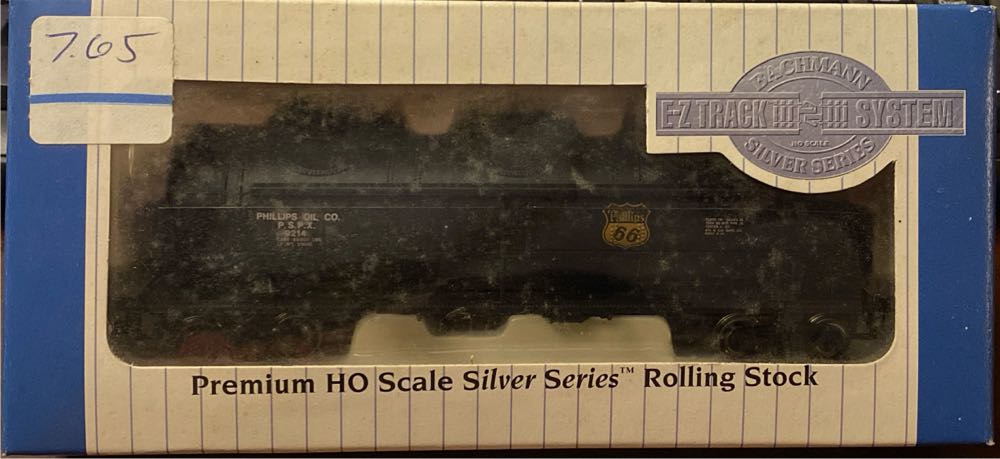 7.65
BACHMANN
E-Z TRACK SYSTEM
HO SCALE
SILVER SERIES
PHILLIPS OIL CO.
P.S.P.X.
9214
Phillips
66
Premium HO Scale Silver Series™ Rolling Stock